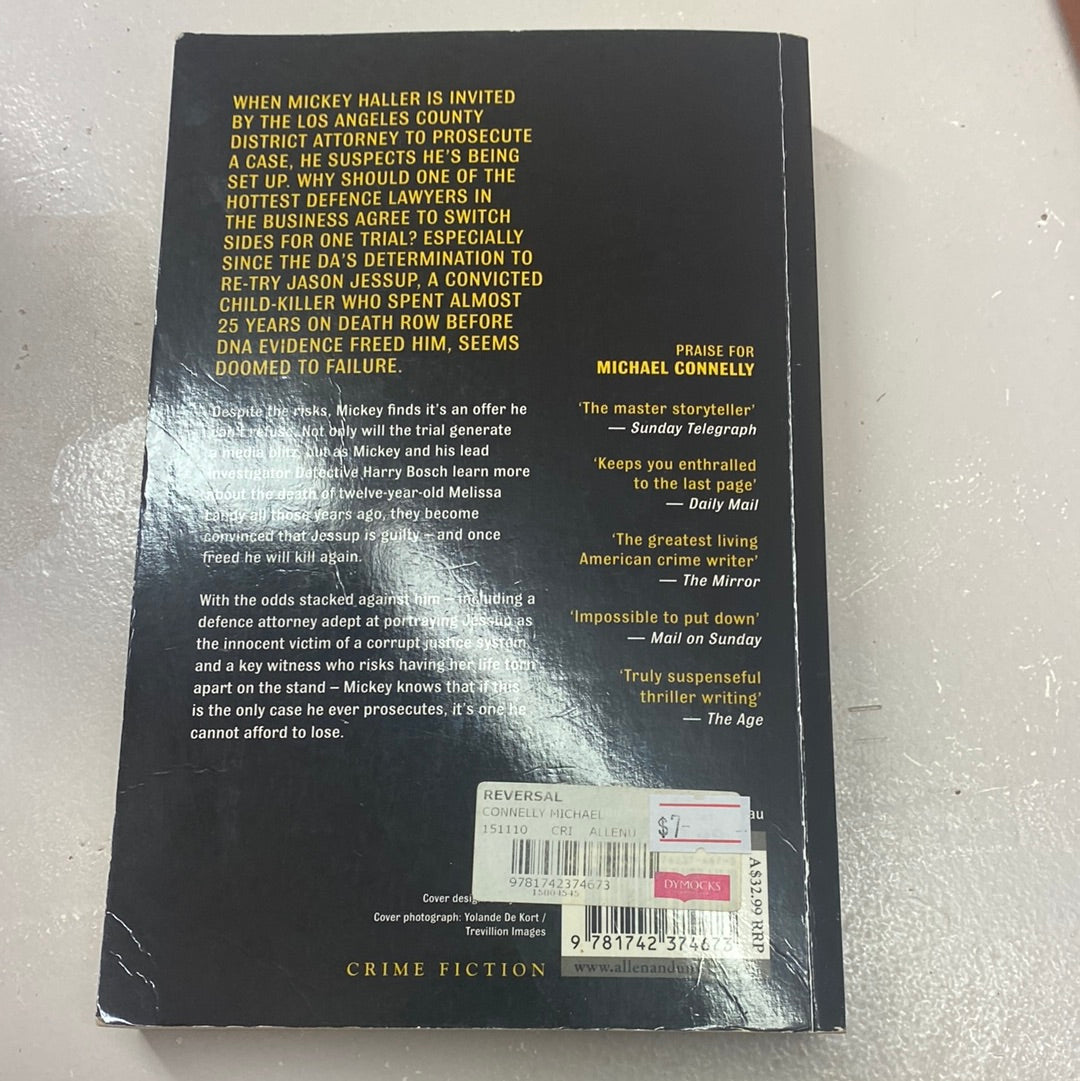 WHEN MICKEY HALLER IS INVITED
BY THE LOS ANGELES COUNTY
DISTRICT ATTORNEY TO PROSECUTE
A CASE, HE SUSPECTS HE'S BEING
SET UP. WHY SHOULD ONE OF THE
HOTTEST DEFENCE LAWYERS IN
THE BUSINESS AGREE TO SWITCH
SIDES FOR ONE TRIAL? ESPECIALLY
SINCE THE DA'S DETERMINATION TO
RE-TRY JASON JESSUP, A CONVICTED
CHILD-KILLER WHO SPENT ALMOST
25 YEARS ON DEATH ROW BEFORE
DNA EVIDENCE FREED HIM, SEEMS
DOOMED TO FAILURE.
Despite the risks, Mickey finds it's an offer he
can't refuse. Not only will the trial generate
a media blitz, but as Mickey and his lead
investigator Detective Harry Bosch learn more
about the death of twelve-year-old Melissa
Landy all those years ago, they become
convinced that Jessup is guilty – and once
freed he will kill again.
With the odds stacked against him – including a
defence attorney adept at portraying Jessup as
the innocent victim of a corrupt justice system
and a key witness who risks having her life torn
apart on the stand – Mickey knows that if this
is the only case he ever prosecutes, it's one he
cannot afford to lose.
PRAISE FOR
MICHAEL CONNELLY
'The master storyteller'
— Sunday Telegraph
'Keeps you enthralled
to the last page'
— Daily Mail
'The greatest living
American crime writer'
— The Mirror
'Impossible to put down'
— Mail on Sunday
'Truly suspenseful
thriller writing'
— The Age
REVERSAL
CONNELLY MICHAEL
151110 CRI ALLENU
$7-
au
9781742374673
15004545
DYMOCKS
A$32.99 RRP
Cover desig
Cover photograph: Yolande De Kort /
Trevillion Images
9 781742 374673
www.allenandun
CRIME FICTION